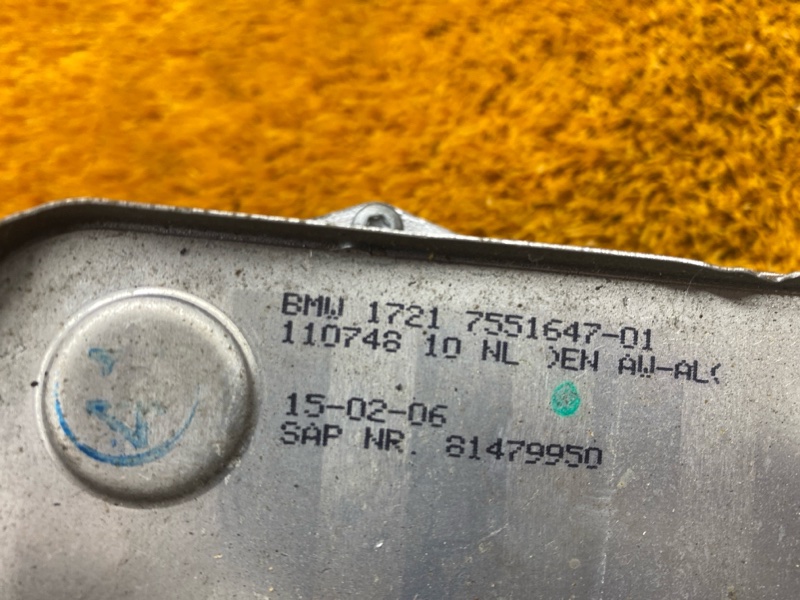 BMW 1721 7551647-01
110748 10 NL >EN AW-AL<
15-02-06
SAP NR. 81479950